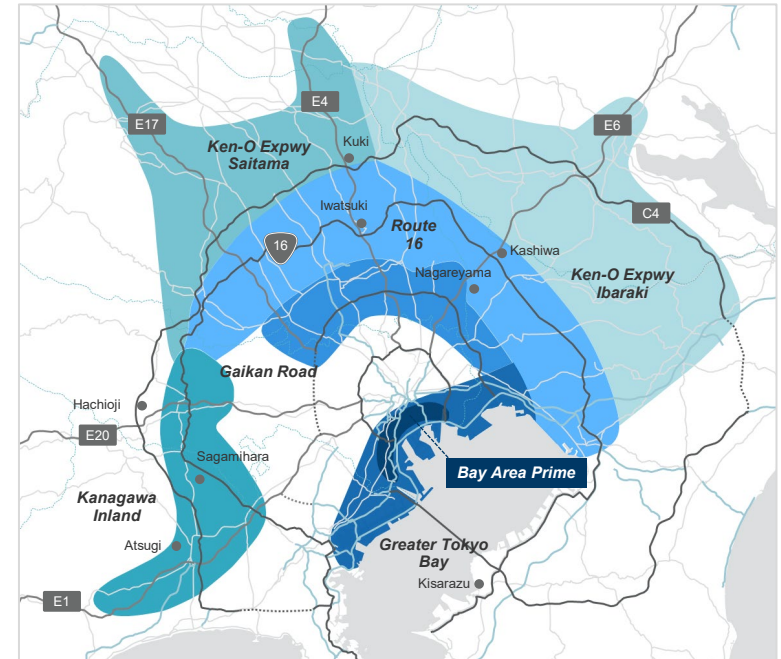 E4
E17
E6
Ken-O Expwy
Saitama
Kuki
Iwatsuki
Route
16
C4
16
Kashiwa
Nagareyama
Ken-O Expwy
Ibaraki
Gaikan Road
Hachioji
E20
Sagamihara
Bay Area Prime
Kanagawa
Inland
Atsugi
Greater Tokyo
Bay
Kisarazu
E1